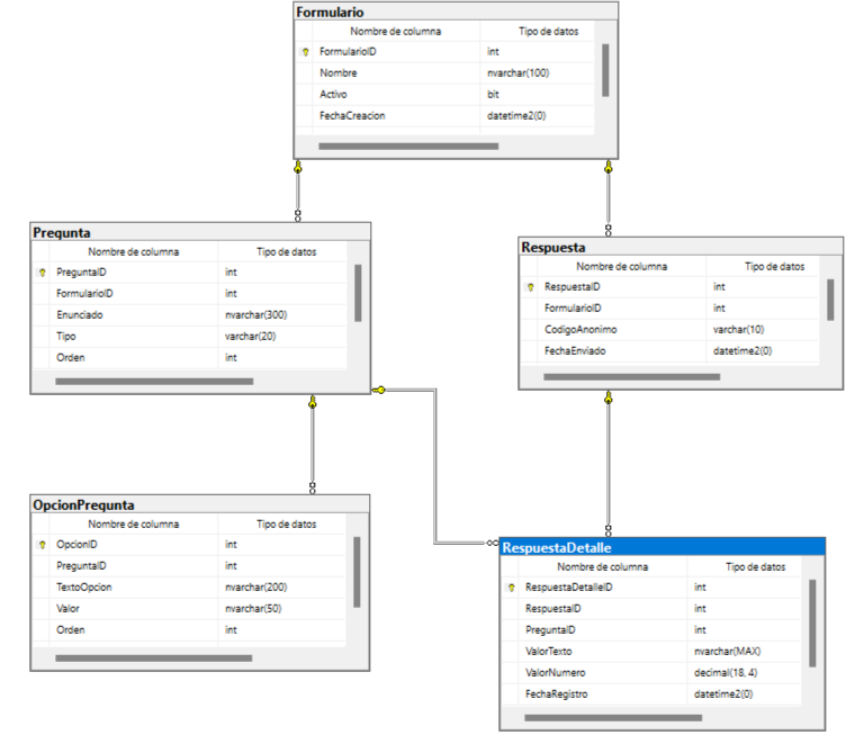 Formulario
Nombre de columna Tipo de datos
FormularioID int
Nombre nvarchar(100)
Activo bit
FechaCreacion datetime2(0)
Pregunta
Nombre de columna Tipo de datos
PreguntaID int
FormularioID int
Enunciado nvarchar(300)
Tipo varchar(20)
Orden int
Respuesta
Nombre de columna Tipo de datos
RespuestaID int
FormularioID int
CodigoAnonimo varchar(10)
FechaEnviado datetime2(0)
OpcionPregunta
Nombre de columna Tipo de datos
OpcionID int
PreguntaID int
TextoOpcion nvarchar(200)
Valor nvarchar(50)
Orden int
RespuestaDetalle
Nombre de columna Tipo de datos
RespuestaDetalleID int
RespuestaID int
PreguntaID int
ValorTexto nvarchar(MAX)
ValorNumero decimal(18, 4)
FechaRegistro datetime2(0)